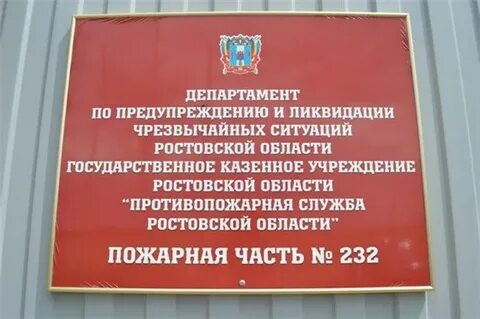 ДЕПАРТАМЕНТ
ПО ПРЕДУПРЕЖДЕНИЮ И ЛИКВИДАЦИИ
ЧРЕЗВЫЧАЙНЫХ СИТУАЦИЙ
РОСТОВСКОЙ ОБЛАСТИ
ГОСУДАРСТВЕННОЕ КАЗЕННОЕ УЧРЕЖДЕНИЕ
РОСТОВСКОЙ ОБЛАСТИ
"ПРОТИВОПОЖАРНАЯ СЛУЖБА
РОСТОВСКОЙ ОБЛАСТИ"
ПОЖАРНАЯ ЧАСТЬ № 232